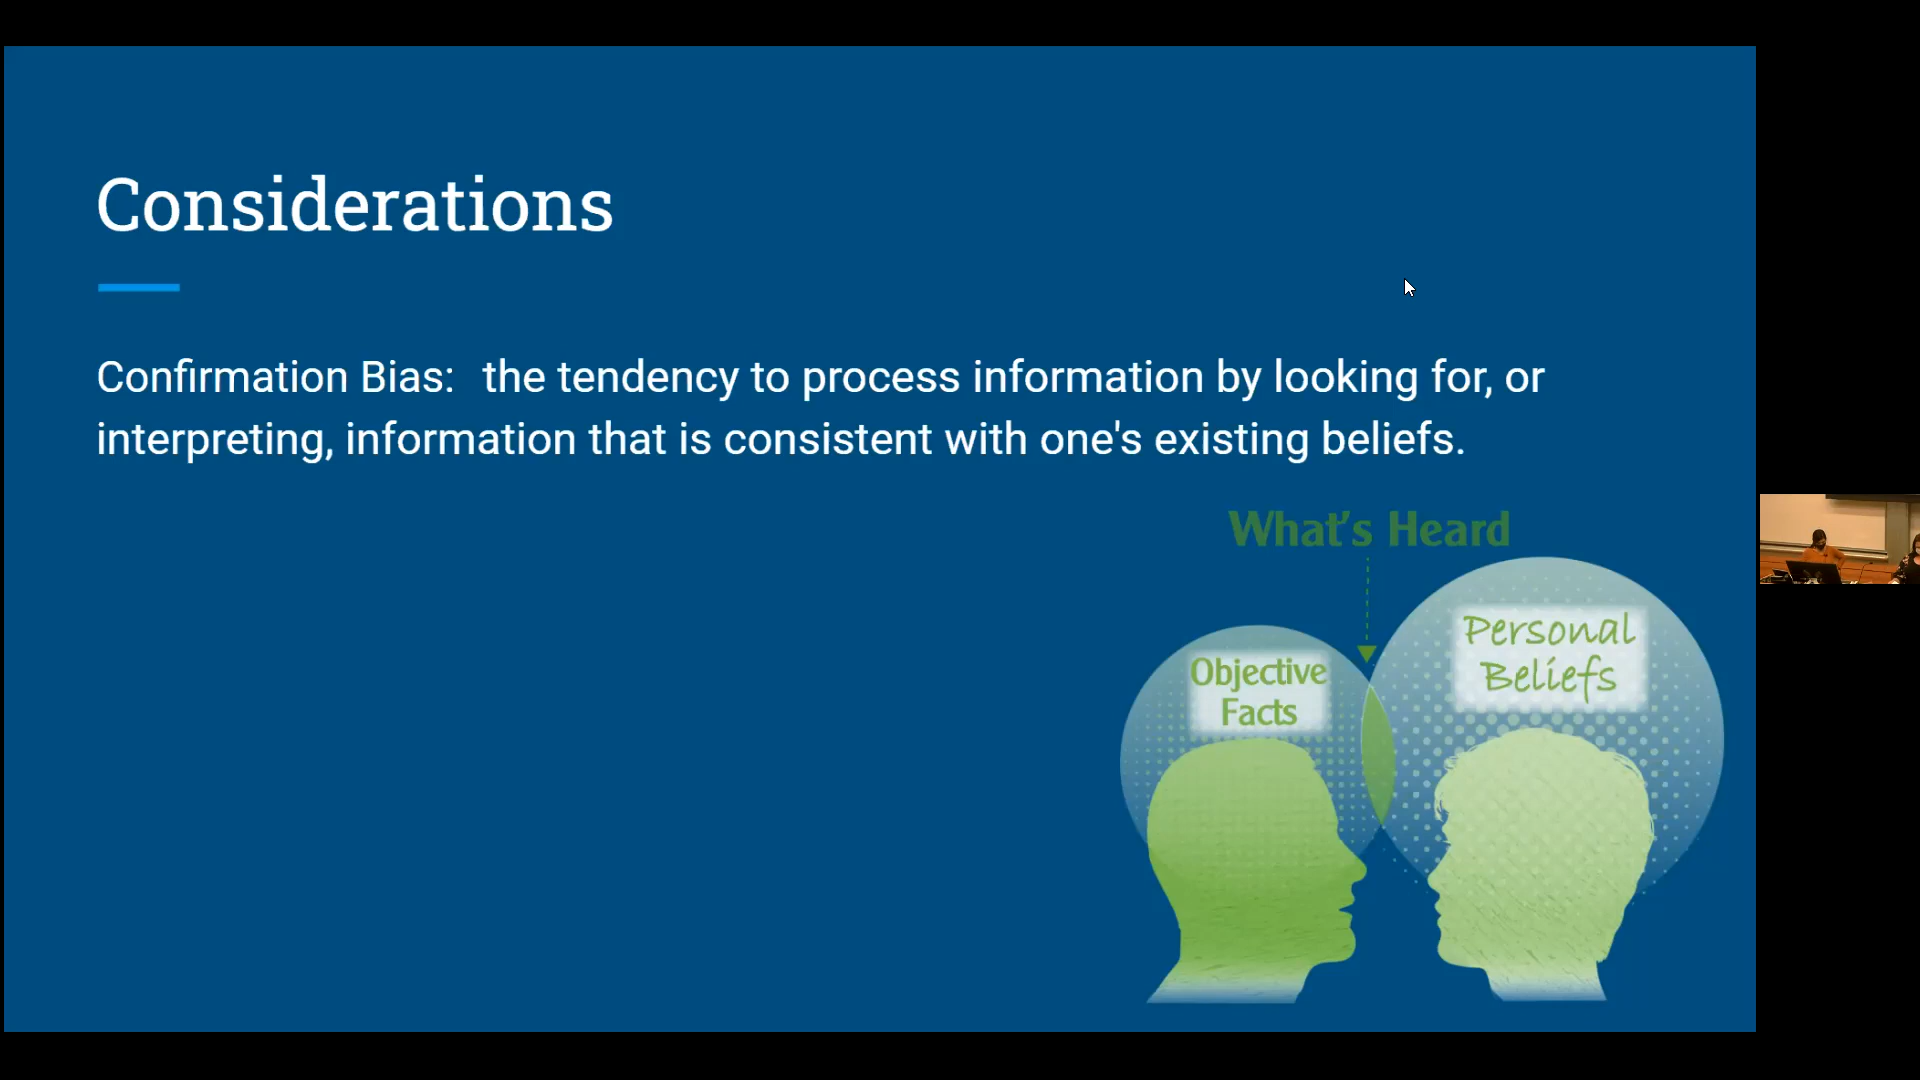 Considerations
Confirmation Bias: the tendency to process information by looking for, or
interpreting, information that is consistent with one's existing beliefs.
What's Heard
Objective
Facts
Personal
Beliefs